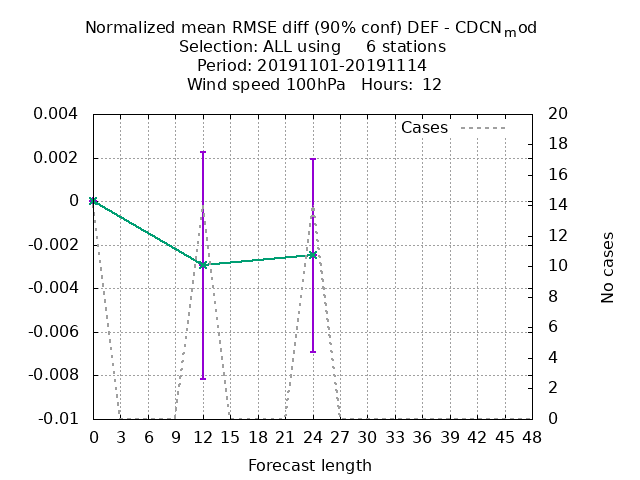 Normalized mean RMSE diff (90% conf) DEF - CDCNmod
Selection: ALL using     6 stations
Period: 20191101-20191114
Wind speed 100hPa   Hours:  12
Cases
0.004
0.002
0
-0.002
-0.004
-0.006
-0.008
-0.01
20
18
16
14
12
10
8
6
4
2
0
No cases
0 3 6 9 12 15 18 21 24 27 30 33 36 39 42 45 48
Forecast length